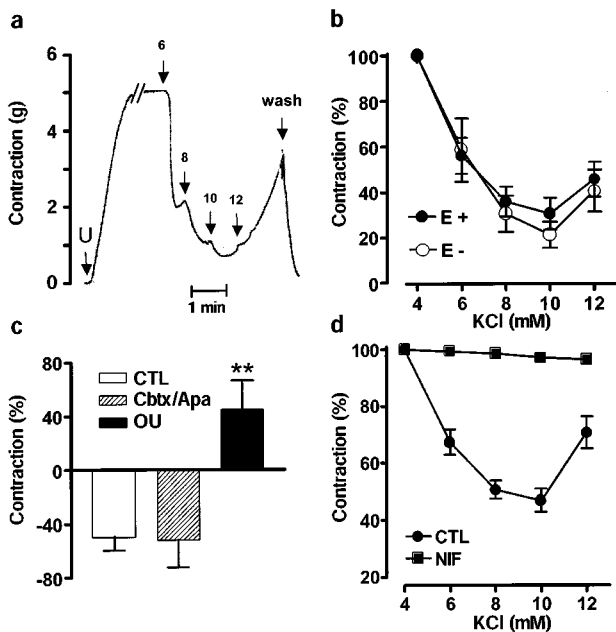 a
6
6
Contraction (g)
4
2
0
U
8
10
12
wash
1 min
b
Contraction (%)
100
80
60
40
20
0
E +
E -
4 6 8 10 12
KCl (mM)
c
Contraction (%)
80
40
0
-40
-80
CTL
Cbtx/Apa
OU
**
d
Contraction (%)
100
80
60
40
20
CTL
NIF
4 6 8 10 12
KCl (mM)